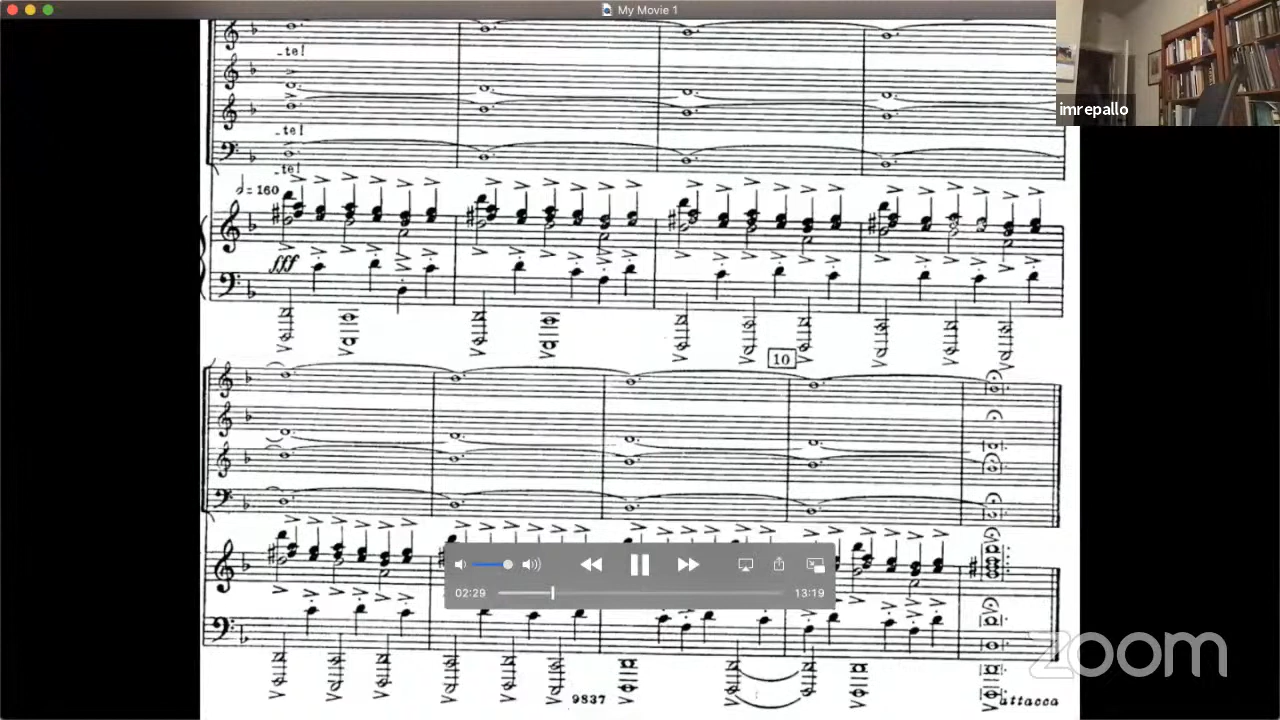 My Movie 1
imrepallo
-te!
-te!
-te!
= 160
fff
10
02:29
13:19
9837
attacca
zoom